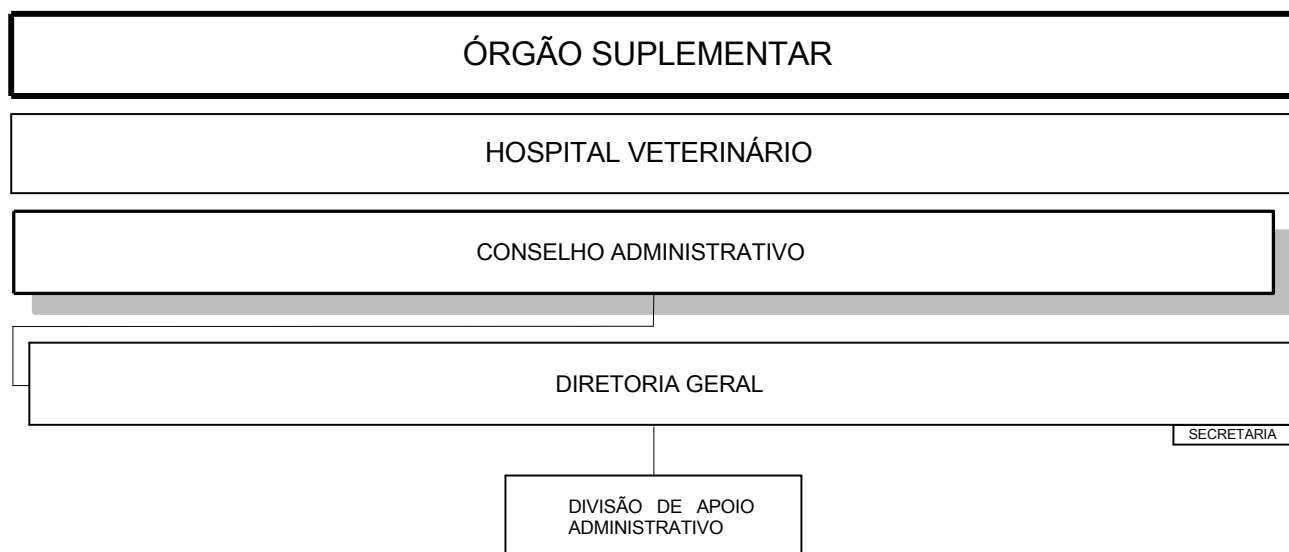 ÓRGÃO SUPLEMENTAR
HOSPITAL VETERINÁRIO
CONSELHO ADMINISTRATIVO
DIRETORIA GERAL
SECRETARIA
DIVISÃO DE APOIO
ADMINISTRATIVO